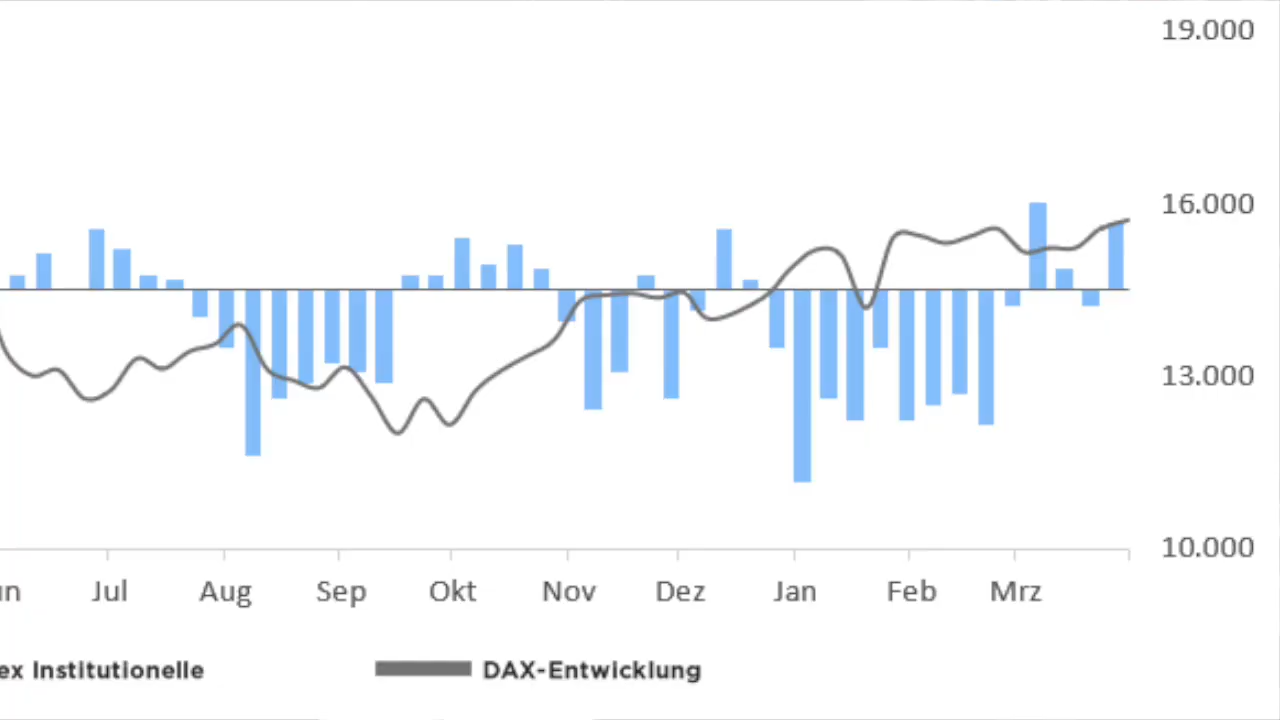 19.000
16.000
13.000
10.000
Jul Aug Sep Okt Nov Dez Jan Feb Mrz
Institutionelle DAX-Entwicklung